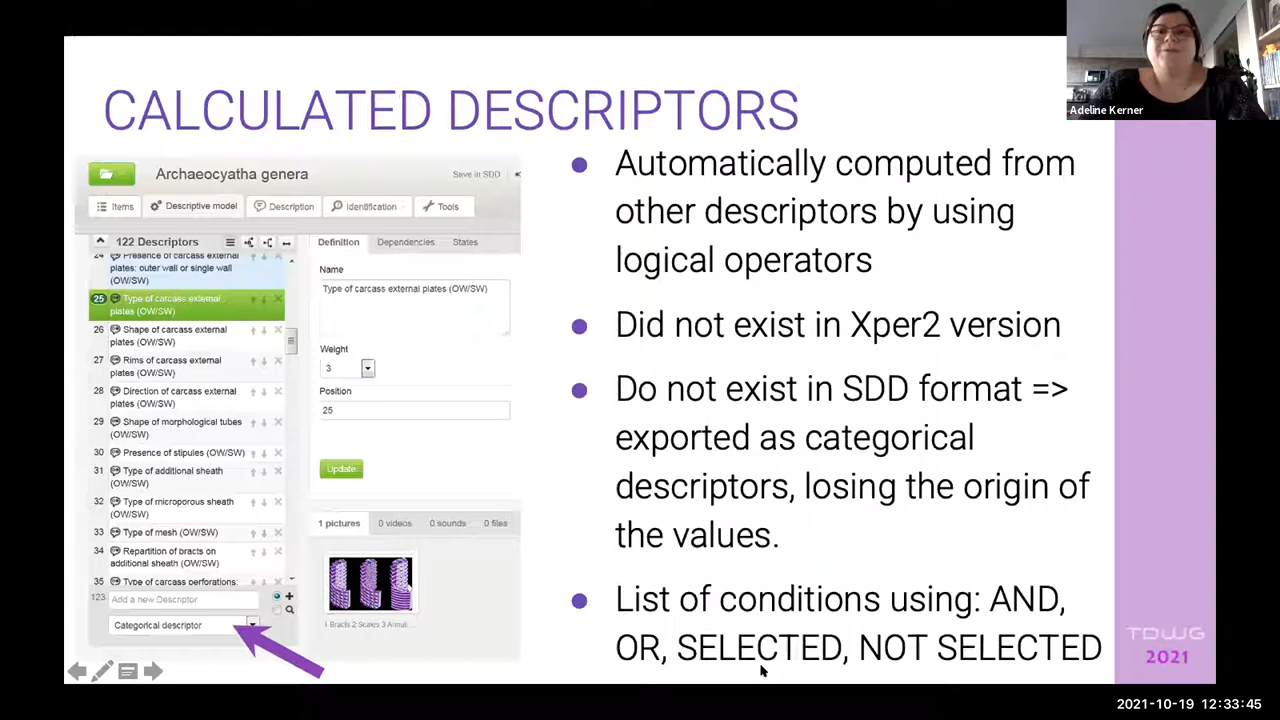 Adeline Kerner
CALCULATED DESCRIPTORS
Archaeocyatha genera
Save in SDD
Items
Descriptive model
Description
Identification
Tools
122 Descriptors
Definition
Dependencies
States
24 Presence of carcass external
plates: outer wall or single wall
(OW/SW)
25 Type of carcass external
plates (OW/SW)
26 Shape of carcass external
plates (OW/SW)
27 Rims of carcass external
plates (OW/SW)
28 Direction of carcass external
plates (OW/SW)
29 Shape of morphological tubes
(OW/SW)
30 Presence of stipules (OW/SW)
31 Type of additional sheath
(OW/SW)
32 Type of microporous sheath
(OW/SW)
33 Type of mesh (OW/SW)
34 Repartition of bracts on
additional sheath (OW/SW)
35 Type of carcass perforations:
123 Add a new Descriptor
Categorical descriptor
Name
Type of carcass external plates (OW/SW)
Weight
3
Position
25
Update
1 pictures
0 videos
0 sounds
0 files
1 Bracts 2 Scales 3 Annuli...
• Automatically computed from
other descriptors by using
logical operators
• Did not exist in Xper2 version
• Do not exist in SDD format =>
exported as categorical
descriptors, losing the origin of
the values.
• List of conditions using: AND,
OR, SELECTED, NOT SELECTED
TDWG
2021
2021-10-19 12:33:45